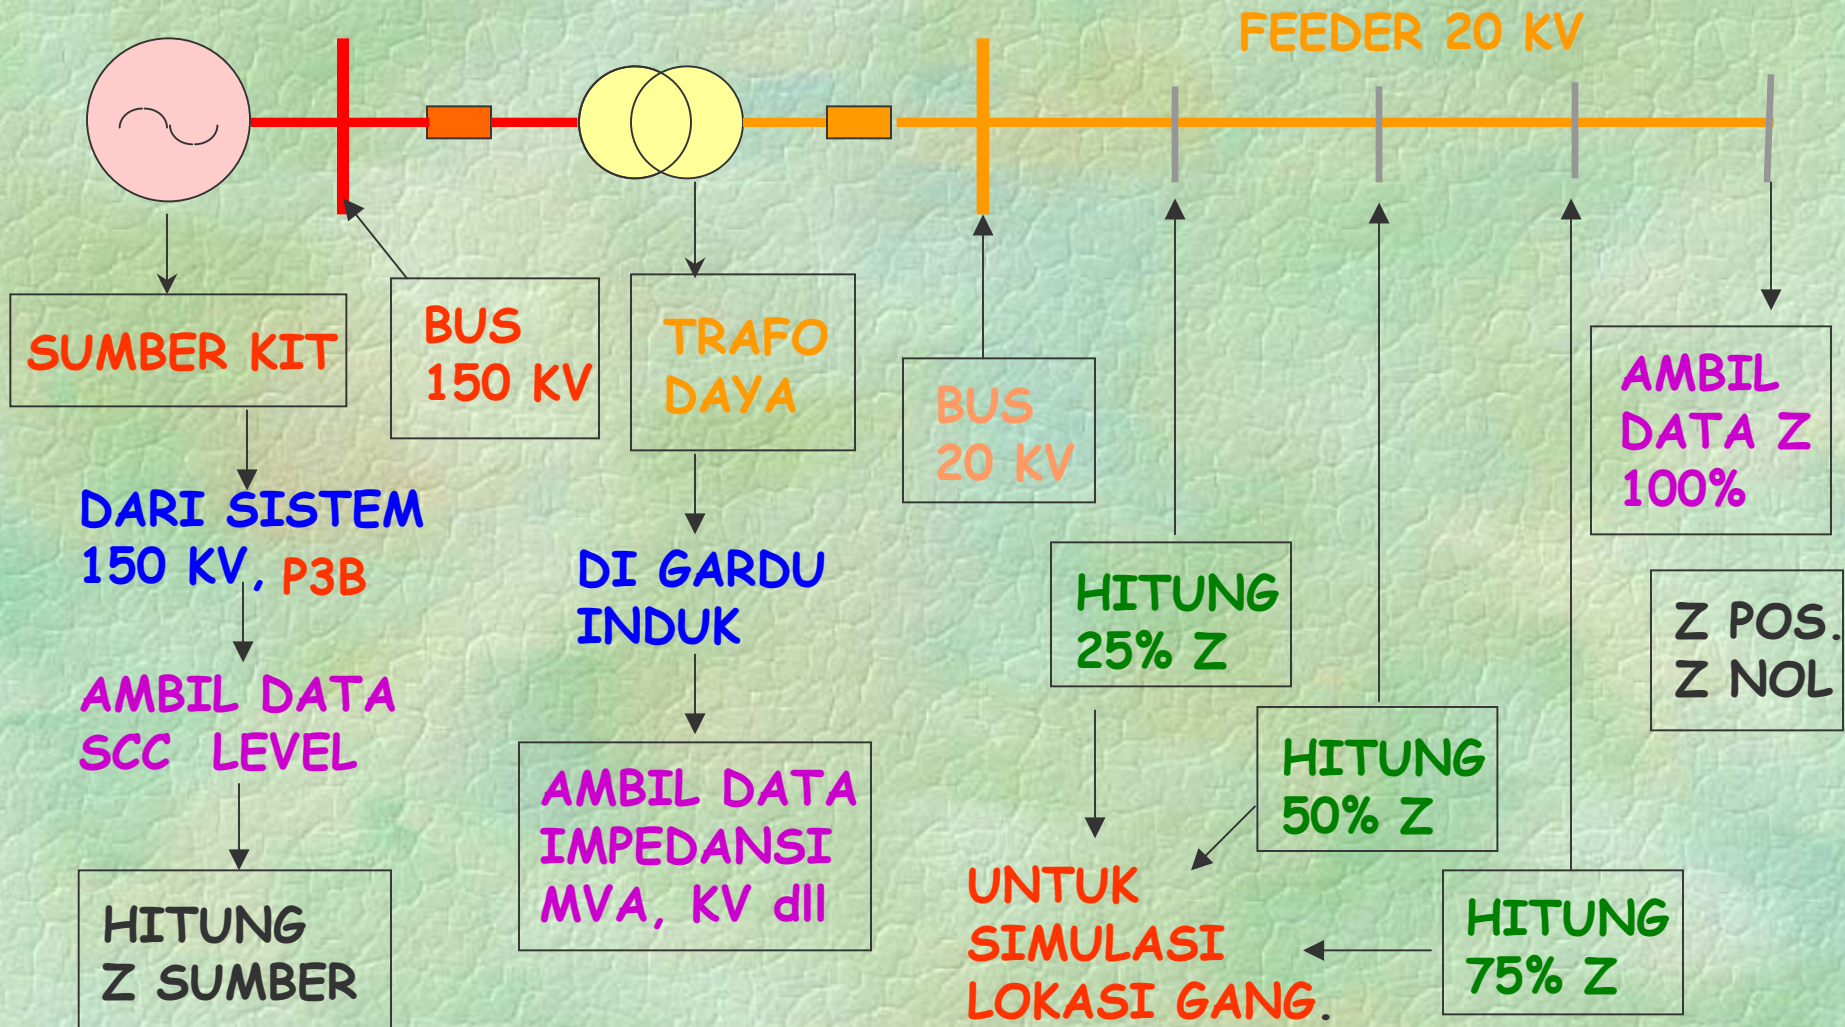 FEEDER 20 KV
SUMBER KIT
BUS
150 KV
TRAFO
DAYA
BUS
20 KV
AMBIL
DATA Z
100%
DARI SISTEM
150 KV, P3B
DI GARDU
INDUK
HITUNG
25% Z
Z POS.
Z NOL
AMBIL DATA
SCC LEVEL
AMBIL DATA
IMPEDANSI
MVA, KV dll
HITUNG
50% Z
HITUNG
Z SUMBER
UNTUK
SIMULASI
LOKASI GANG.
HITUNG
75% Z